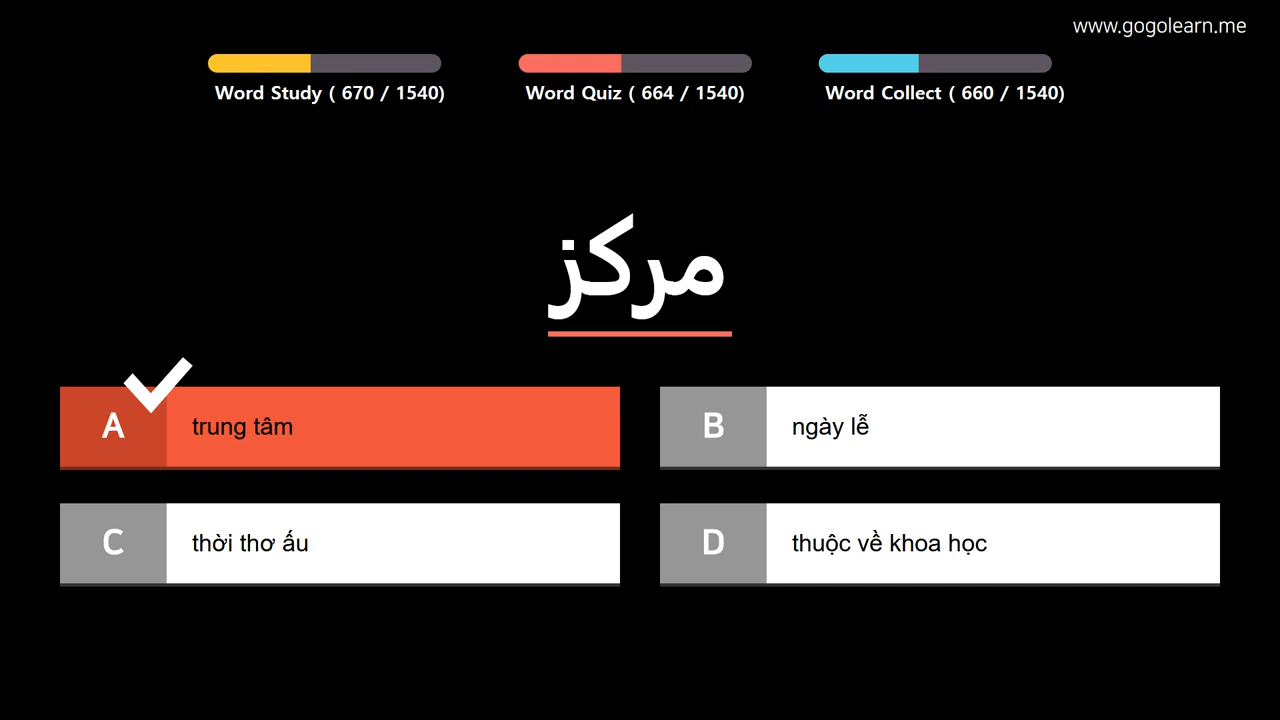 www.gogolearn.me
Word Study ( 670 / 1540)
Word Quiz ( 664 / 1540)
Word Collect ( 660 / 1540)
مركز
A trung tâm
B ngày lễ
C thời thơ ấu
D thuộc về khoa học